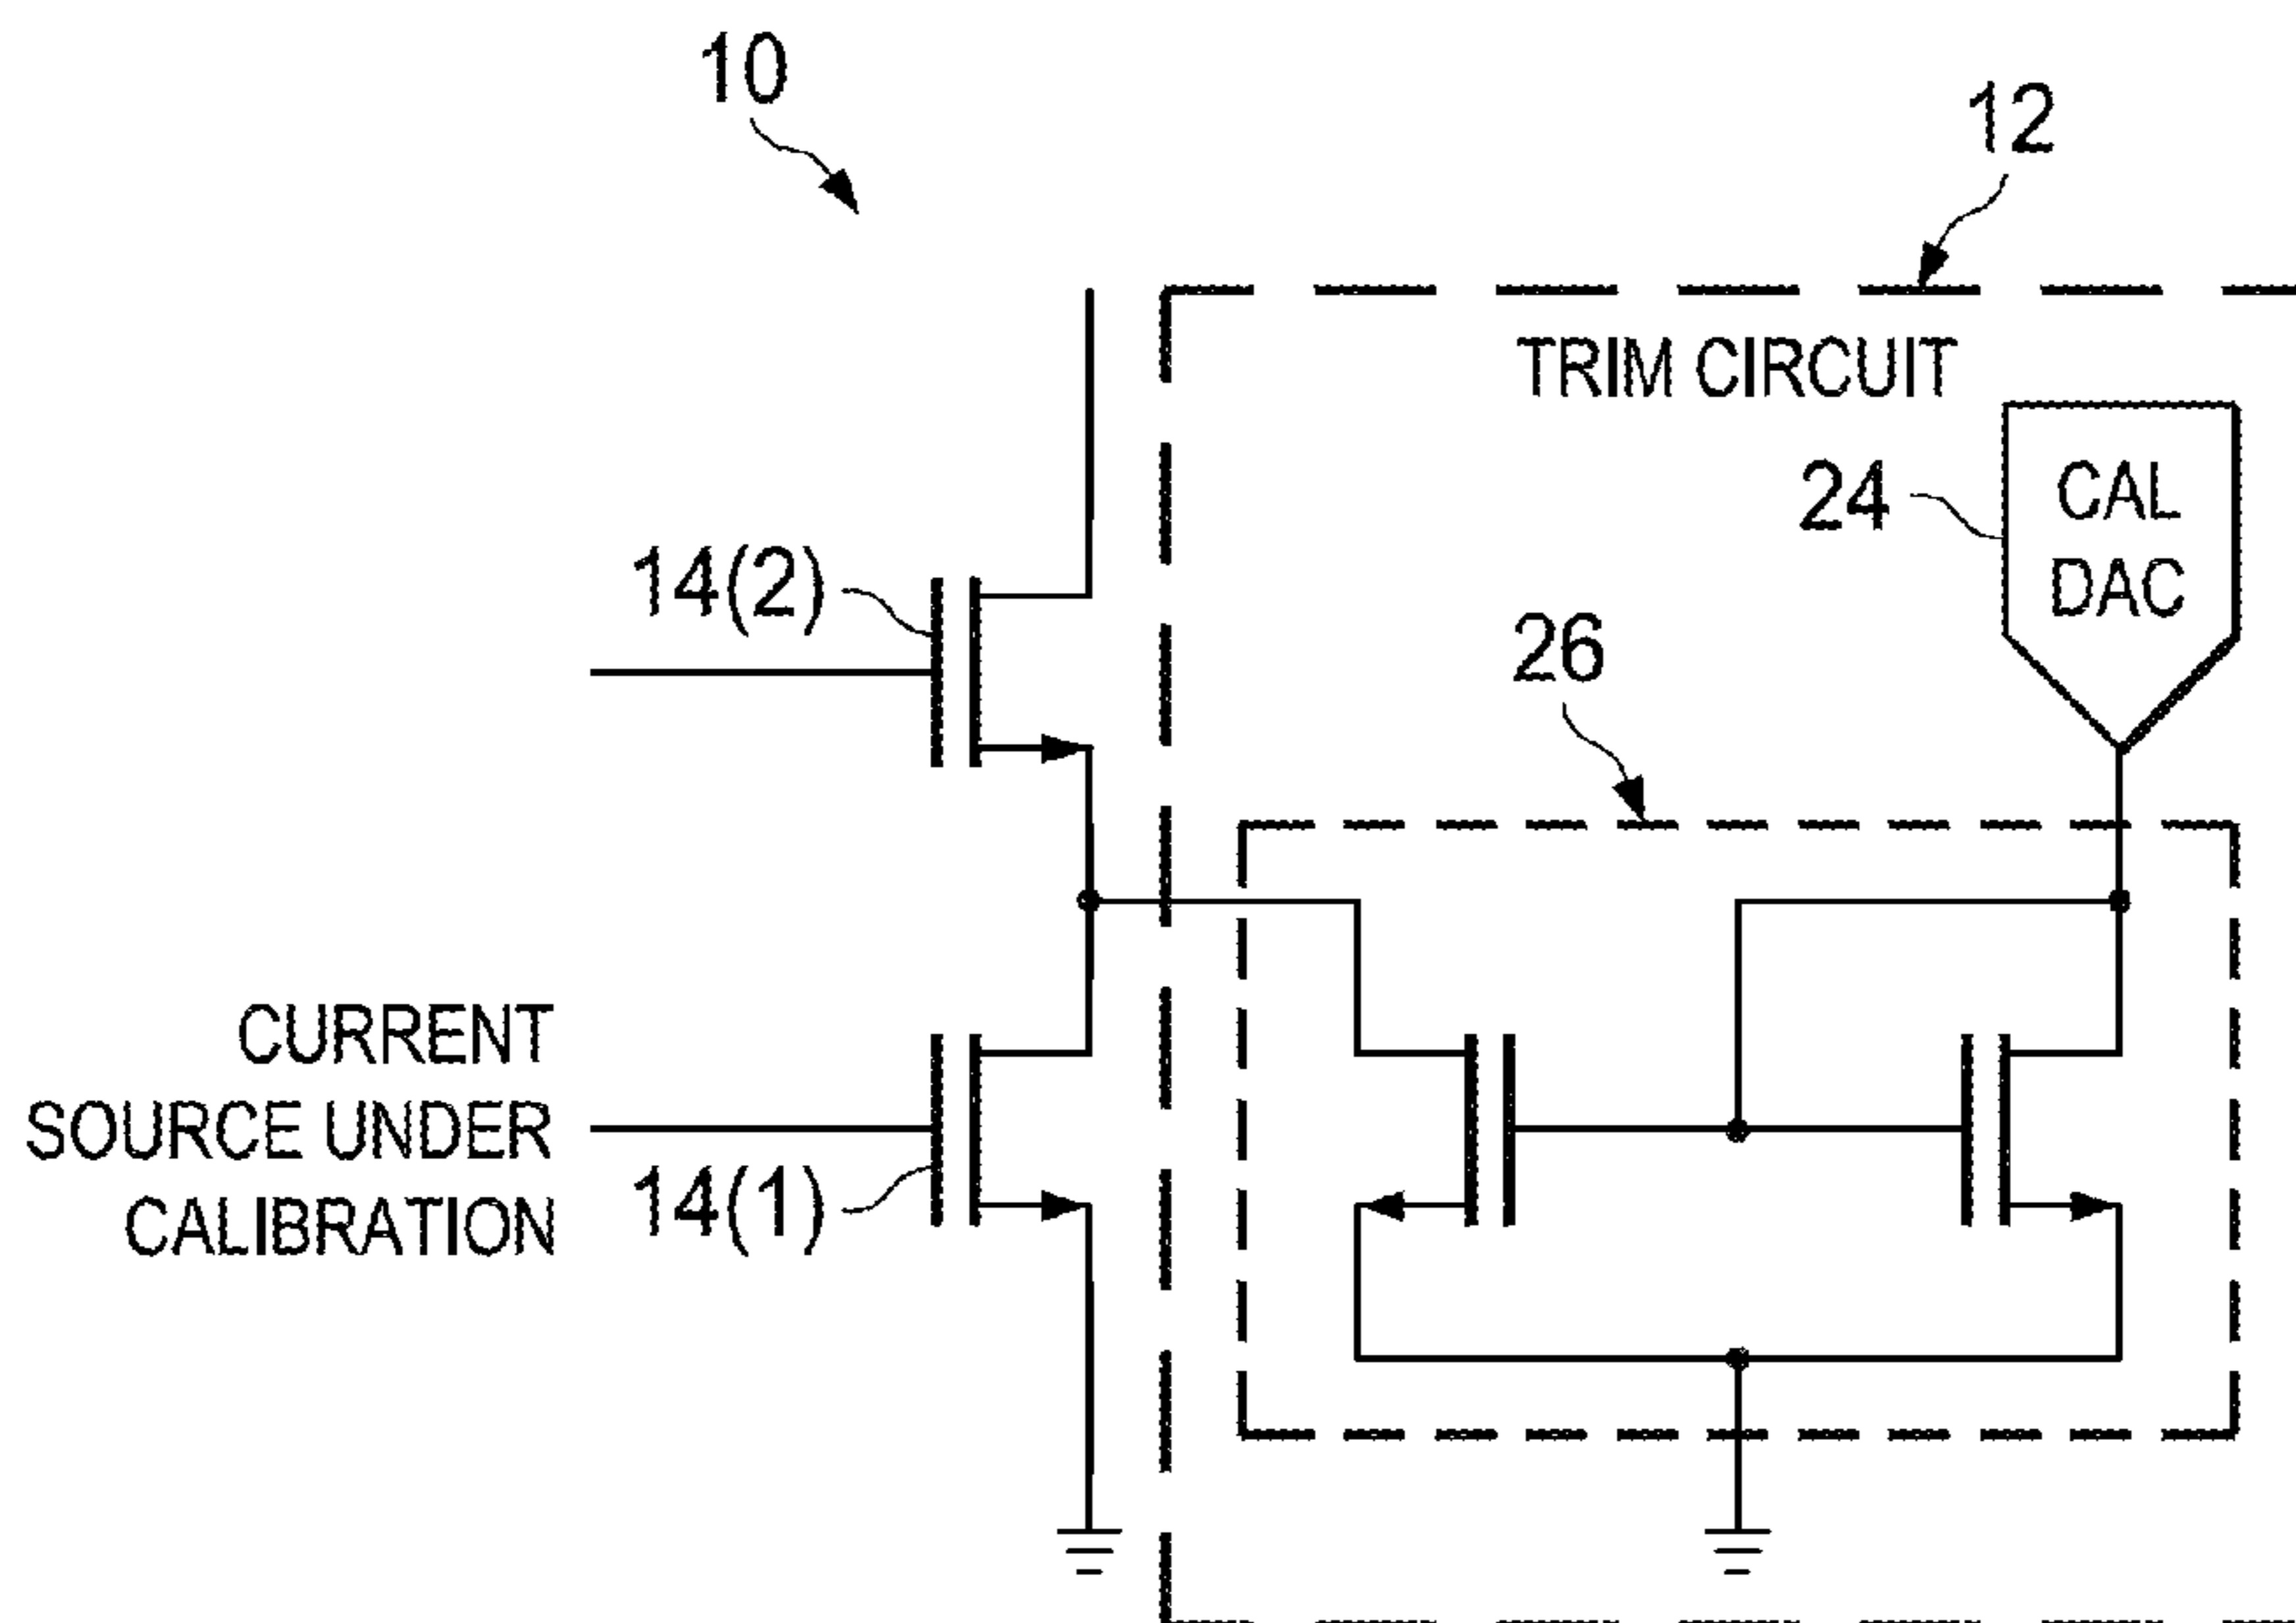 10
12
TRIM CIRCUIT
24
CAL
DAC
14(2)
26
CURRENT
SOURCE UNDER
CALIBRATION
14(1)